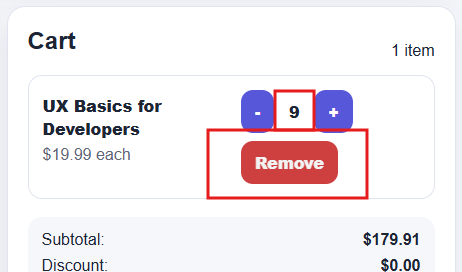 Cart
1 item
UX Basics for
Developers
$19.99 each
- 9 +
Remove
Subtotal: $179.91
Discount: $0.00